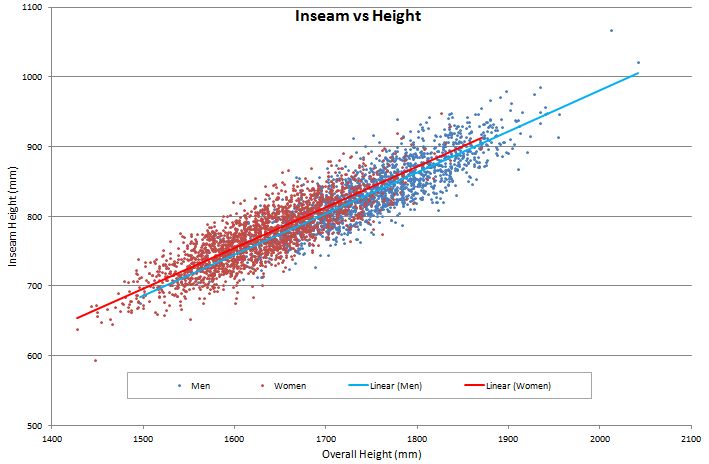 Inseam vs Height
1100
1000
900
800
700
600
500
Inseam Height (mm)
Men
Women
Linear (Men)
Linear (Women)
1400
1500
1600
1700
1800
1900
2000
2100
Overall Height (mm)